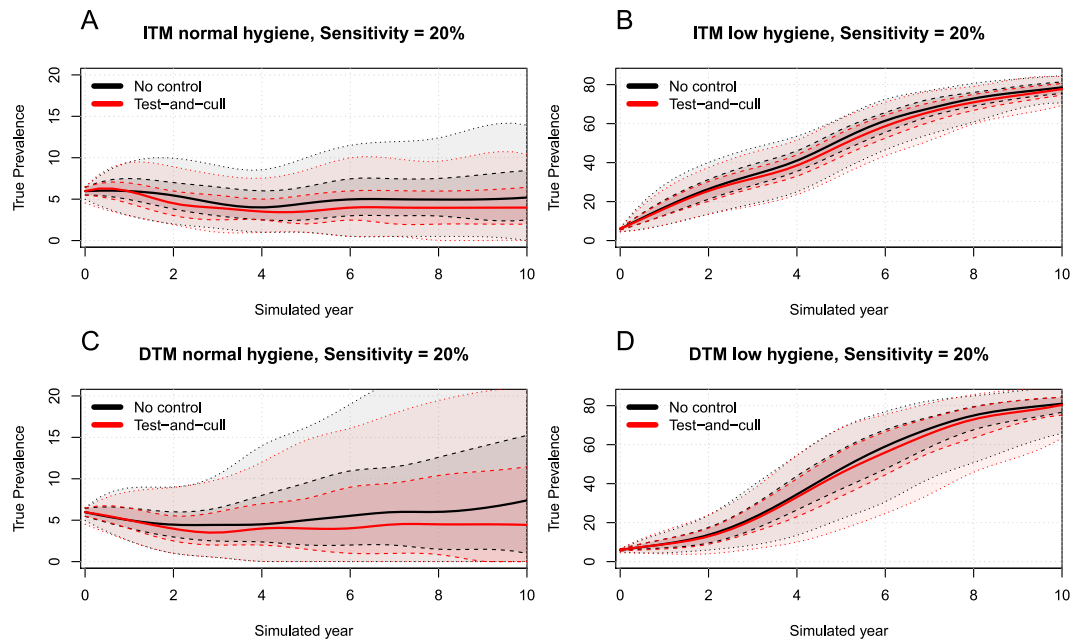 A
ITM normal hygiene, Sensitivity = 20%
No control
Test−and−cull
True Prevalence
20
15
10
5
0
0 2 4 6 8 10
Simulated year
B
ITM low hygiene, Sensitivity = 20%
No control
Test−and−cull
True Prevalence
80
60
40
20
0
0 2 4 6 8 10
Simulated year
C
DTM normal hygiene, Sensitivity = 20%
No control
Test−and−cull
True Prevalence
20
15
10
5
0
0 2 4 6 8 10
Simulated year
D
DTM low hygiene, Sensitivity = 20%
No control
Test−and−cull
True Prevalence
80
60
40
20
0
0 2 4 6 8 10
Simulated year